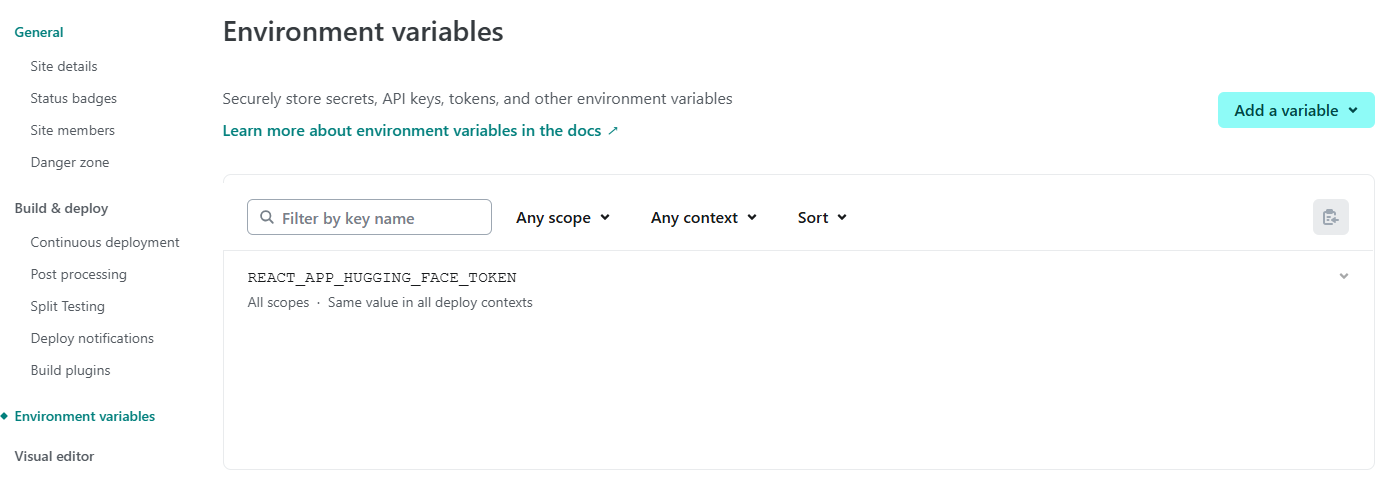 General
Site details
Status badges
Site members
Danger zone
Build & deploy
Continuous deployment
Post processing
Split Testing
Deploy notifications
Build plugins
Environment variables
Visual editor
Environment variables
Securely store secrets, API keys, tokens, and other environment variables
Learn more about environment variables in the docs ↗
Add a variable
Filter by key name
Any scope
Any context
Sort
REACT_APP_HUGGING_FACE_TOKEN
All scopes · Same value in all deploy contexts